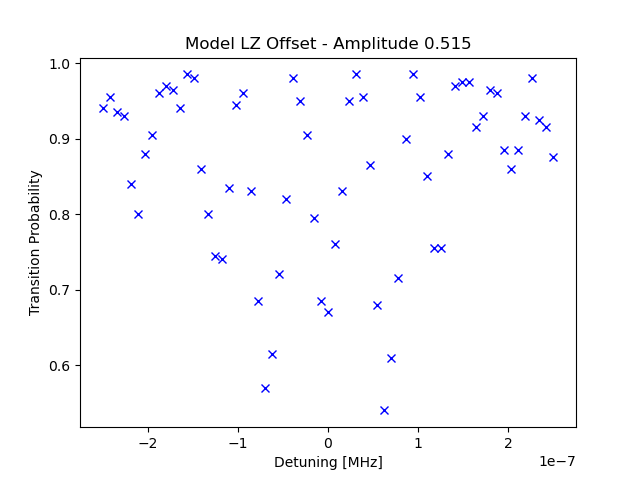 Model LZ Offset - Amplitude 0.515
Transition Probability
1.0
0.9
0.8
0.7
0.6
−2
−1
0
1
2
1e−7
Detuning [MHz]